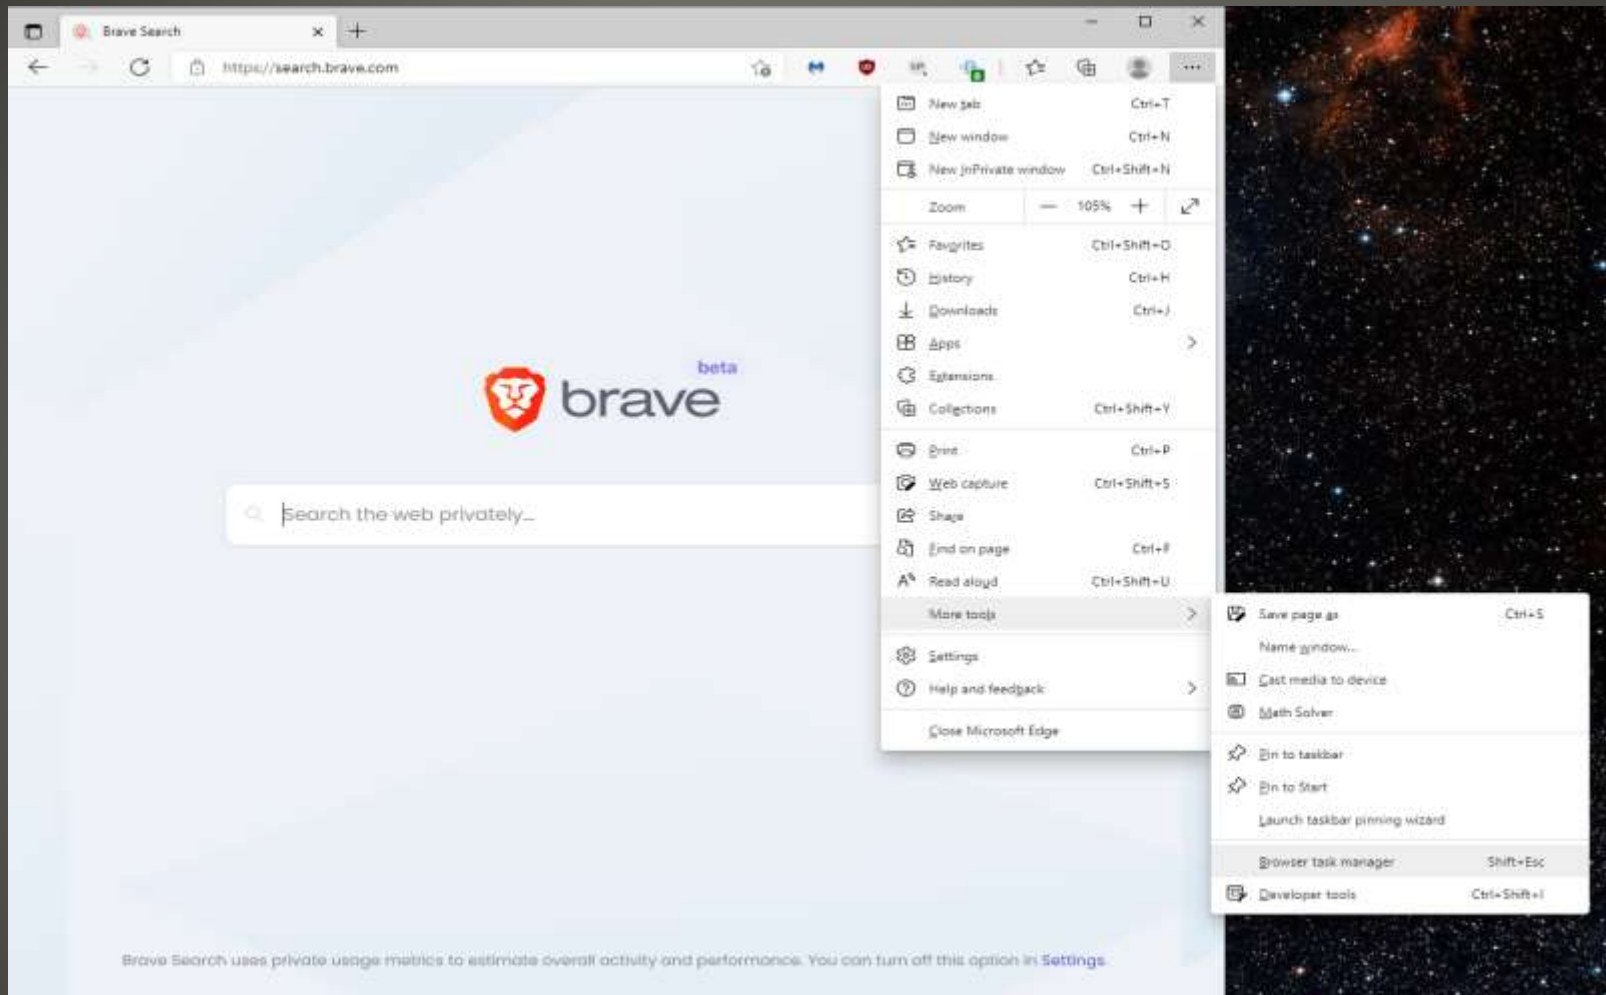 Brave Search
https://search.brave.com
New tab Ctrl+T
New window Ctrl+N
New InPrivate window Ctrl+Shift+N
Zoom 105%
Favorites Ctrl+Shift+O
History Ctrl+H
Downloads Ctrl+J
Apps
Extensions
Collections Ctrl+Shift+Y
Print Ctrl+P
Web capture Ctrl+Shift+S
Share
Find on page Ctrl+F
Read aloud Ctrl+Shift+U
More tools
Settings
Help and feedback
Close Microsoft Edge
Save page as Ctrl+S
Name window...
Cast media to device
Math Solver
Pin to taskbar
Pin to Start
Launch taskbar pinning wizard
Browser task manager Shift+Esc
Developer tools Ctrl+Shift+I
beta
brave
Search the web privately...
Brave Search uses private usage metrics to estimate overall activity and performance. You can turn off this option in Settings.